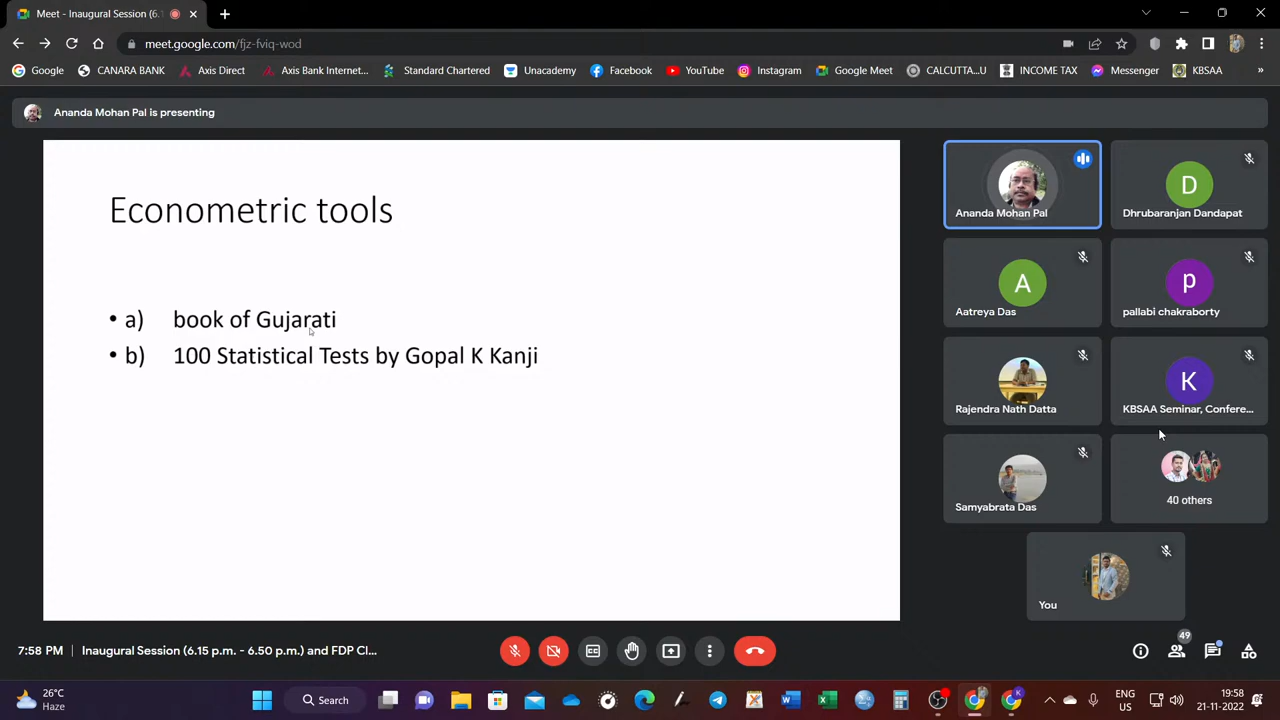 Meet - Inaugural Session (6.1
meet.google.com/fjz-fviq-wod
Google
CANARA BANK
Axis Direct
Axis Bank Internet...
Standard Chartered
Unacademy
Facebook
YouTube
Instagram
Google Meet
CALCUTTA...U
INCOME TAX
Messenger
KBSAA
»
Ananda Mohan Pal is presenting
Econometric tools
• a) book of Gujarati
• b) 100 Statistical Tests by Gopal K Kanji
Ananda Mohan Pal
D
Dhrubaranjan Dandapat
A
Aatreya Das
p
pallabi chakraborty
Rajendra Nath Datta
K
KBSAA Seminar, Confere...
Samyabrata Das
40 others
You
7:58 PM | Inaugural Session (6.15 p.m. - 6.50 p.m.) and FDP Cl...
49
Search
ENG
US
19:58
21-11-2022
26°C
Haze